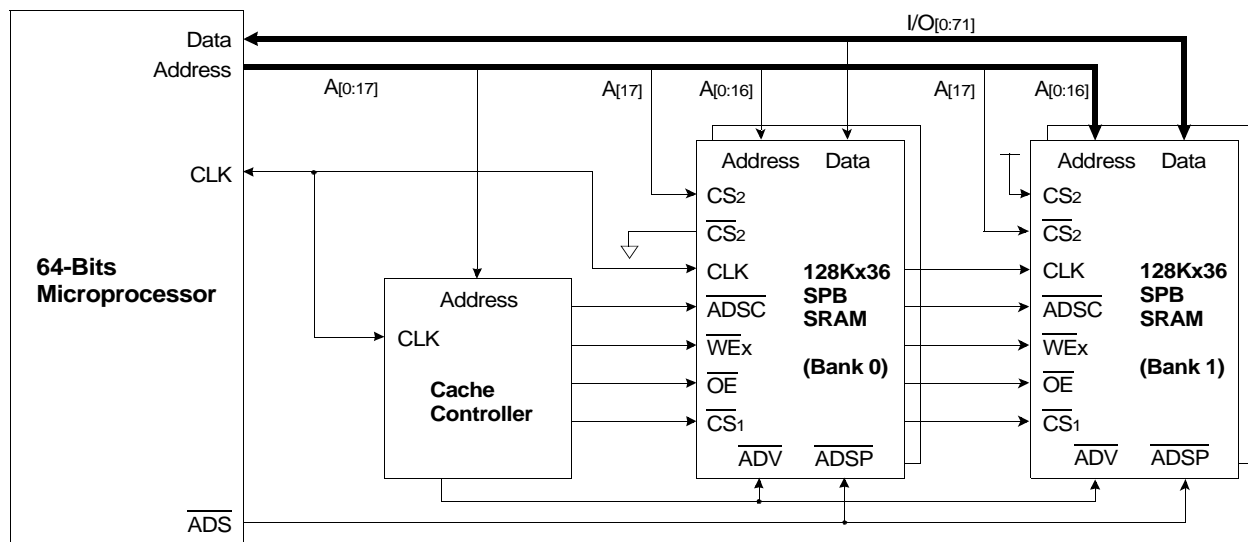 I/O[0:71]
Data
Address
A[0:17]
A[17]
A[0:16]
A[17]
A[0:16]
CLK
64-Bits
Microprocessor
ADS
Address
CLK
Cache
Controller
Address Data
CS2
CS2
CLK
ADSC
WEx
OE
CS1
ADV ADSP
128Kx36
SPB
SRAM
(Bank 0)
Address Data
CS2
CS2
CLK
ADSC
WEx
OE
CS1
ADV ADSP
128Kx36
SPB
SRAM
(Bank 1)